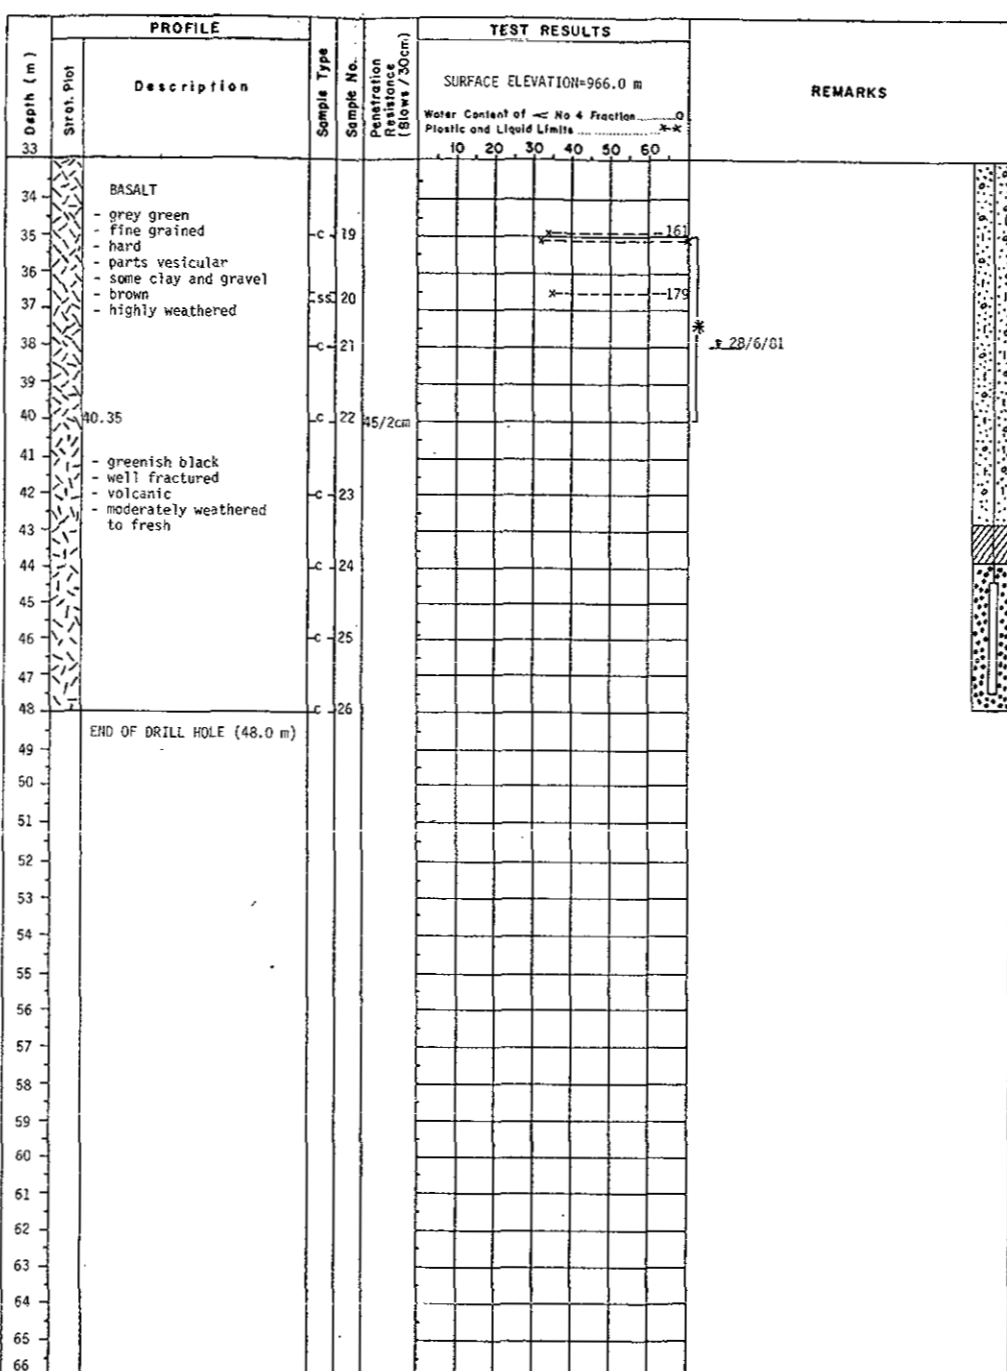 PROFILE
TEST RESULTS
Depth (m)
Strat. Plot
Description
Sample Type
Sample No.
Penetration Resistance (Blows / 30cm)
SURFACE ELEVATION=966.0 m
Water Content of < No 4 Fraction ........ O
Plastic and Liquid Limits .................... x-x
REMARKS
10 20 30 40 50 60
33
34
BASALT
- grey green
35
- fine grained
c 19
161
- hard
- parts vesicular
36
- some clay and gravel
- brown
ss 20
179
37
- highly weathered
*
38
c 21
28/6/81
39
40
40.35
c 22
45/2cm
41
- greenish black
- well fractured
42
- volcanic
c 23
- moderately weathered
to fresh
43
44
c 24
45
46
c 25
47
48
c 26
END OF DRILL HOLE (48.0 m)
49
50
51
52
53
54
55
56
57
58
59
60
61
62
63
64
65
66